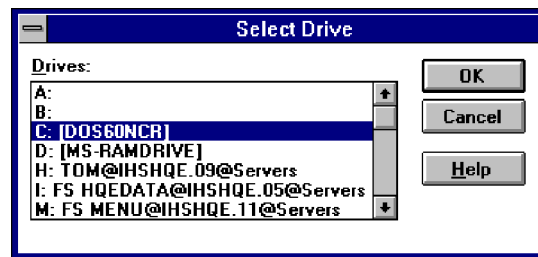 Select Drive
Drives:
OK
A:
B:
Cancel
C: [DOS60NCR]
D: [MS-RAMDRIVE]
H: TOM@IHSHQE.09@Servers
Help
I: FS HQEDATA@IHSHQE.05@Servers
M: FS MENU@IHSHQE.11@Servers